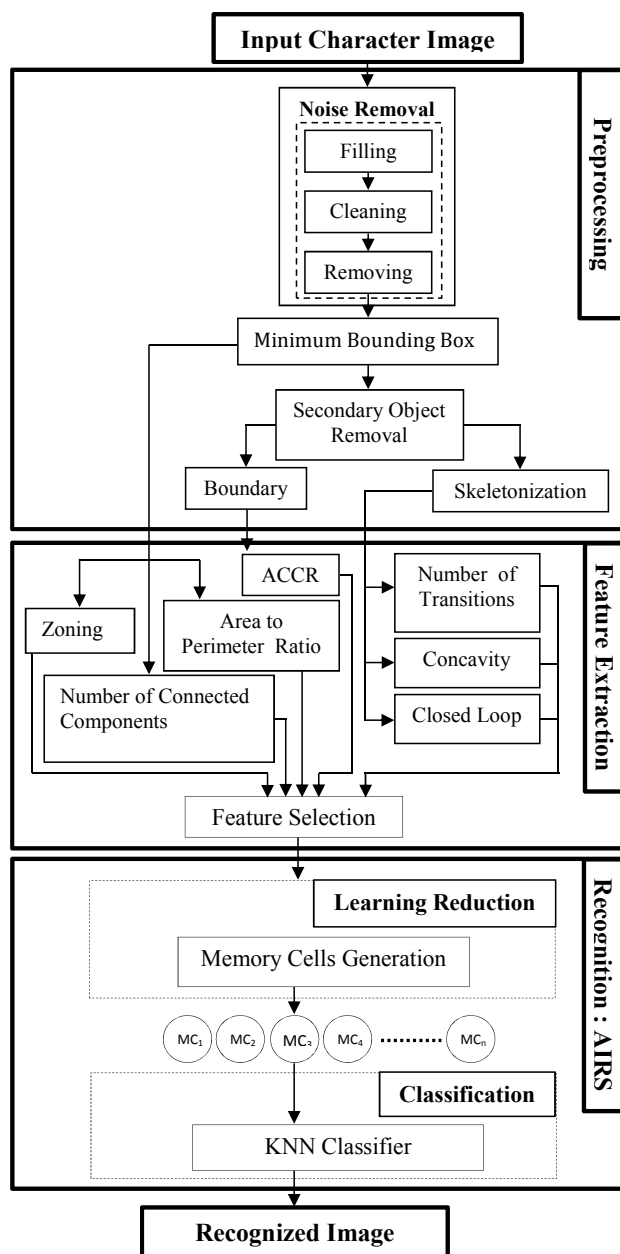 Input Character Image
Preprocessing
Noise Removal
Filling
Cleaning
Removing
Minimum Bounding Box
Secondary Object
Removal
Boundary
Skeletonization
Feature Extraction
ACCR
Number of
Transitions
Zoning
Area to
Perimeter Ratio
Concavity
Number of Connected
Components
Closed Loop
Feature Selection
Recognition : AIRS
Learning Reduction
Memory Cells Generation
MC1 MC2 MC3 MC4 .......... MCn
Classification
KNN Classifier
Recognized Image